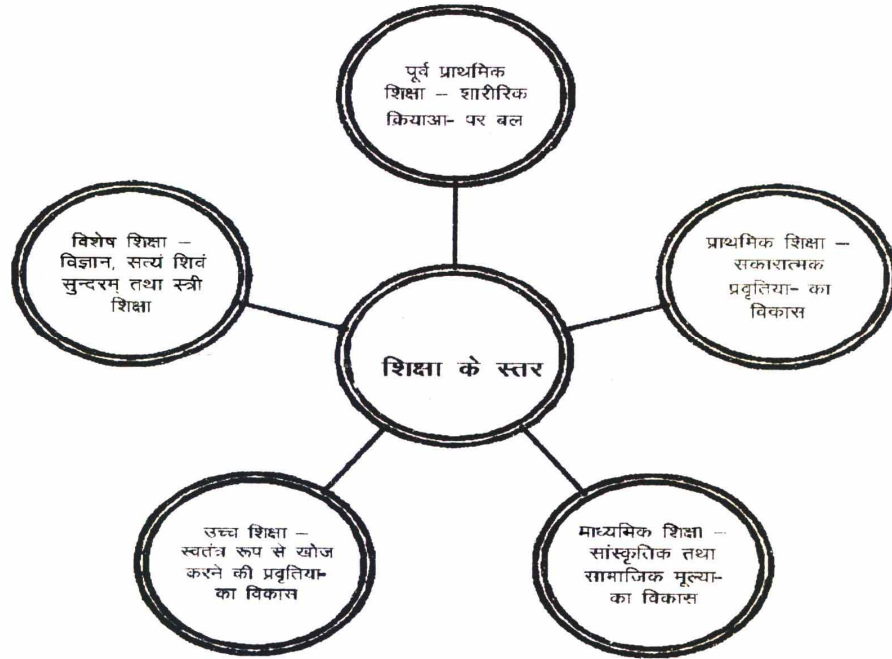 पूर्व प्राथमिक
शिक्षा – शारीरिक
क्रियाआ- पर बल
विशेष शिक्षा –
विज्ञान, सत्यं शिवं
सुन्दरम् तथा स्त्री
शिक्षा
प्राथमिक शिक्षा –
सकारात्मक
प्रवृतिया- का
विकास
शिक्षा के स्तर
उच्च शिक्षा –
स्वतंत्र रूप से खोज
करने की प्रवृतिया-
का विकास
माध्यमिक शिक्षा –
सांस्कृतिक तथा
सामाजिक मूल्या-
का विकास